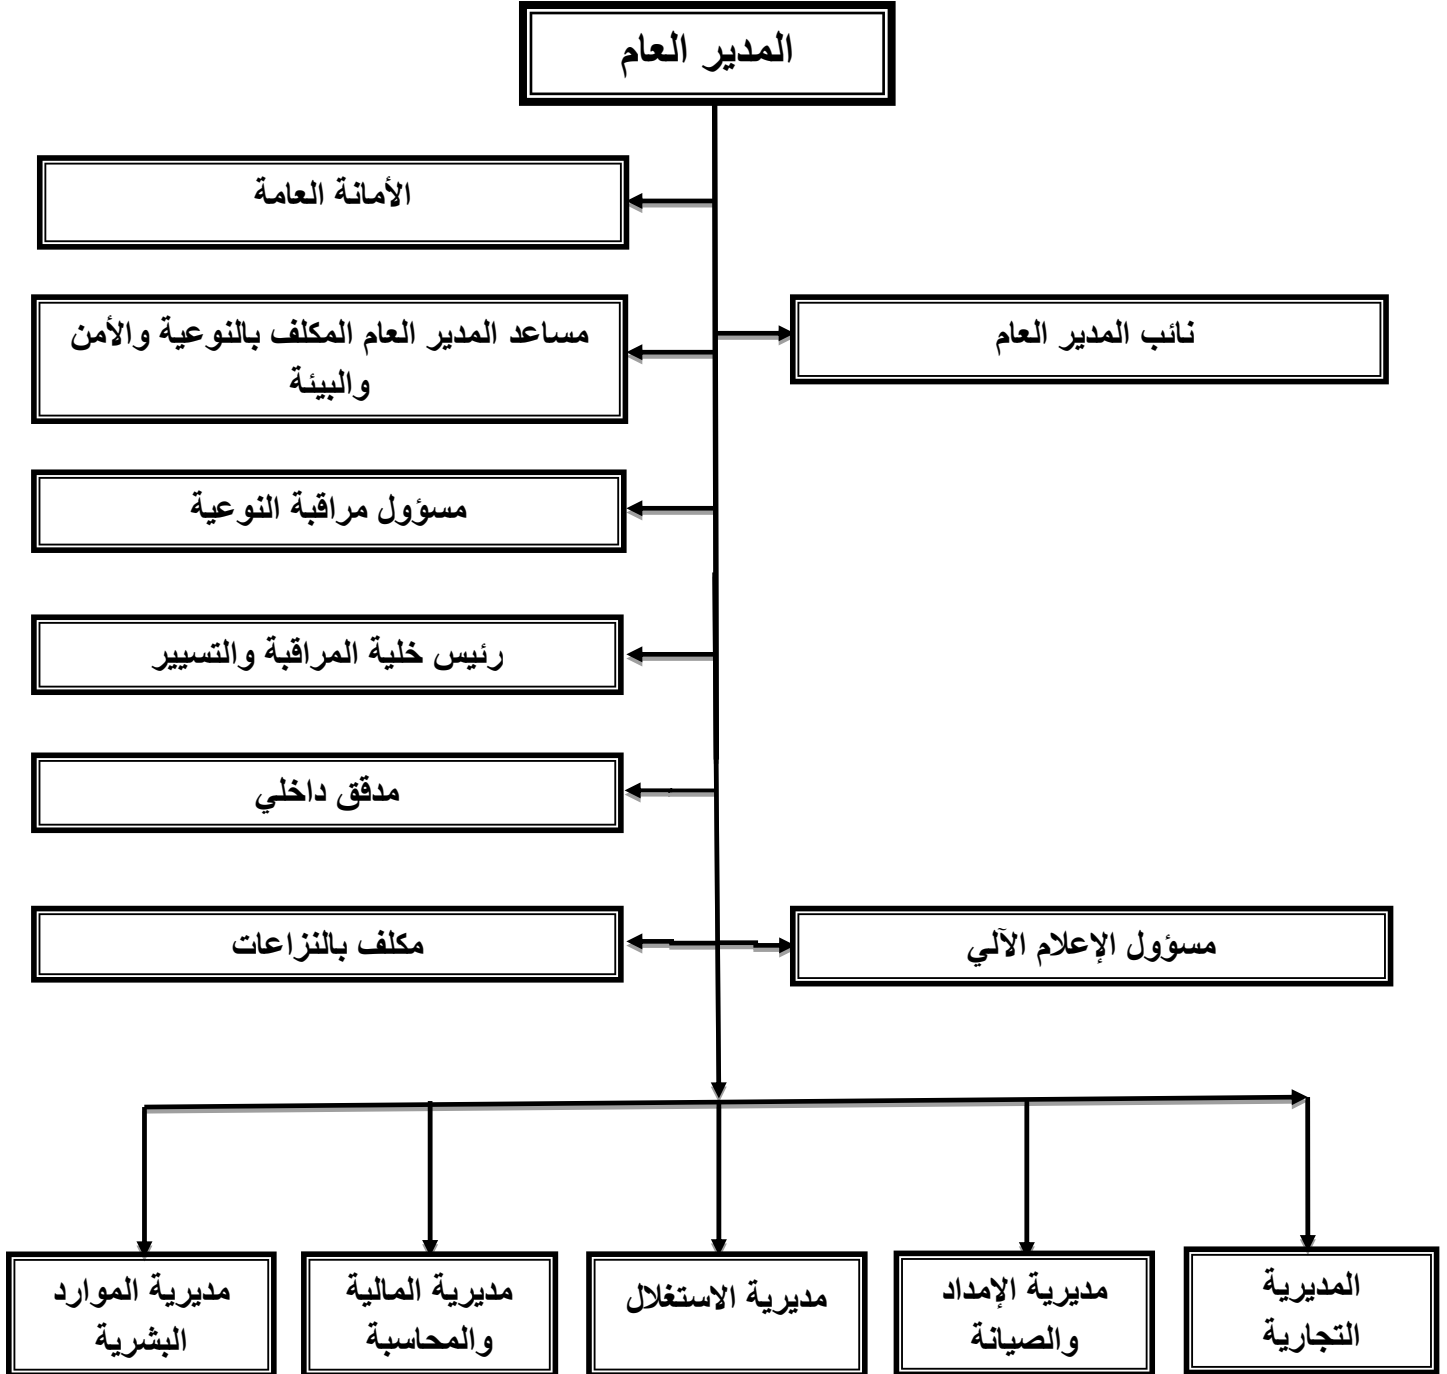 المدير العام
الأمانة العامة
نائب المدير العام
مساعد المدير العام المكلف بالنوعية والأمن
والبيئة
مسؤول مراقبة النوعية
رئيس خلية المراقبة والتسيير
مدقق داخلي
مسؤول الإعلام الآلي
مكلف بالنزاعات
المديرية
التجارية
مديرية الإمداد
والصيانة
مديرية الاستغلال
مديرية المالية
والمحاسبة
مديرية الموارد
البشرية